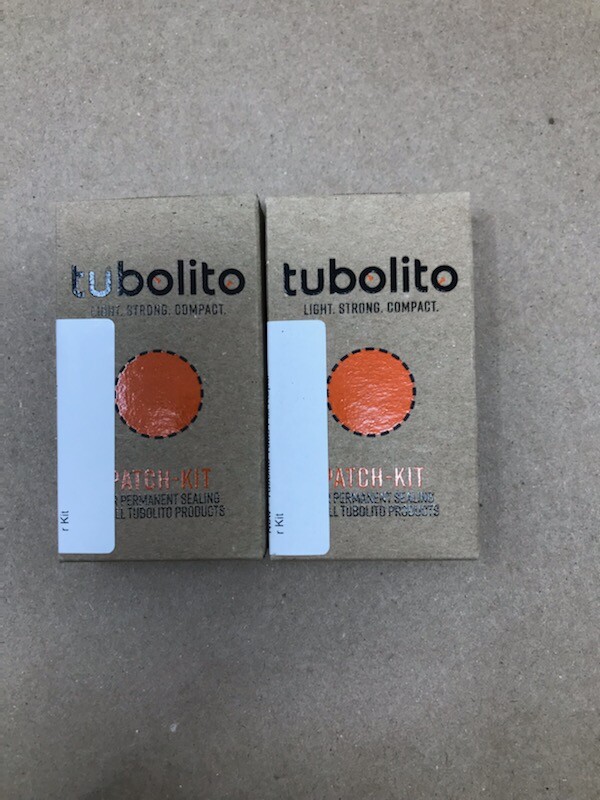 tubolito
LIGHT. STRONG. COMPACT.
PATCH-KIT
PERMANENT SEALING
LL TUBOLITO PRODUCTS
r Kit
tubolito
LIGHT. STRONG. COMPACT.
PATCH-KIT
PERMANENT SEALING
LL TUBOLITO PRODUCTS
r Kit